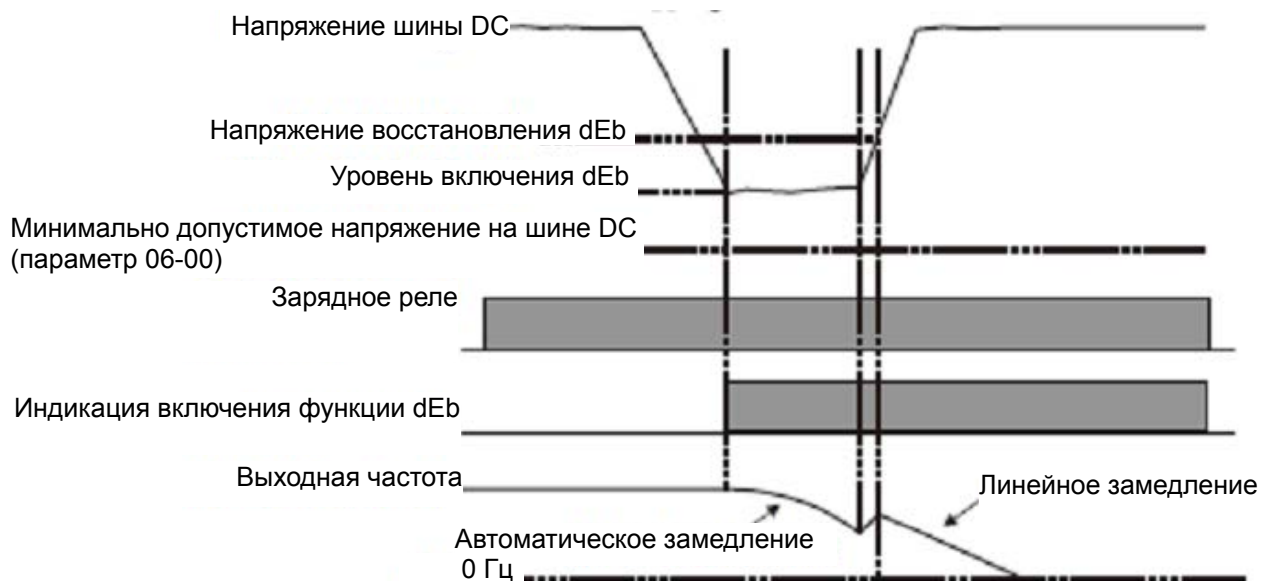 Напряжение шины DC
Напряжение восстановления dEb
Уровень включения dEb
Минимально допустимое напряжение на шине DC
(параметр 06-00)
Зарядное реле
Индикация включения функции dEb
Выходная частота
Линейное замедление
Автоматическое замедление
0 Гц